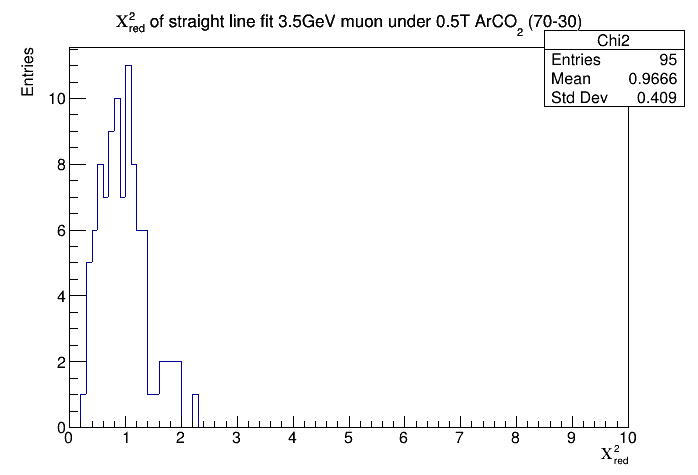 X²red of straight line fit 3.5GeV muon under 0.5T ArCO₂ (70-30)
Chi2
Entries 95
Mean 0.9666
Std Dev 0.409
Entries
10
8
6
4
2
0
0 1 2 3 4 5 6 7 8 9 10
X²red